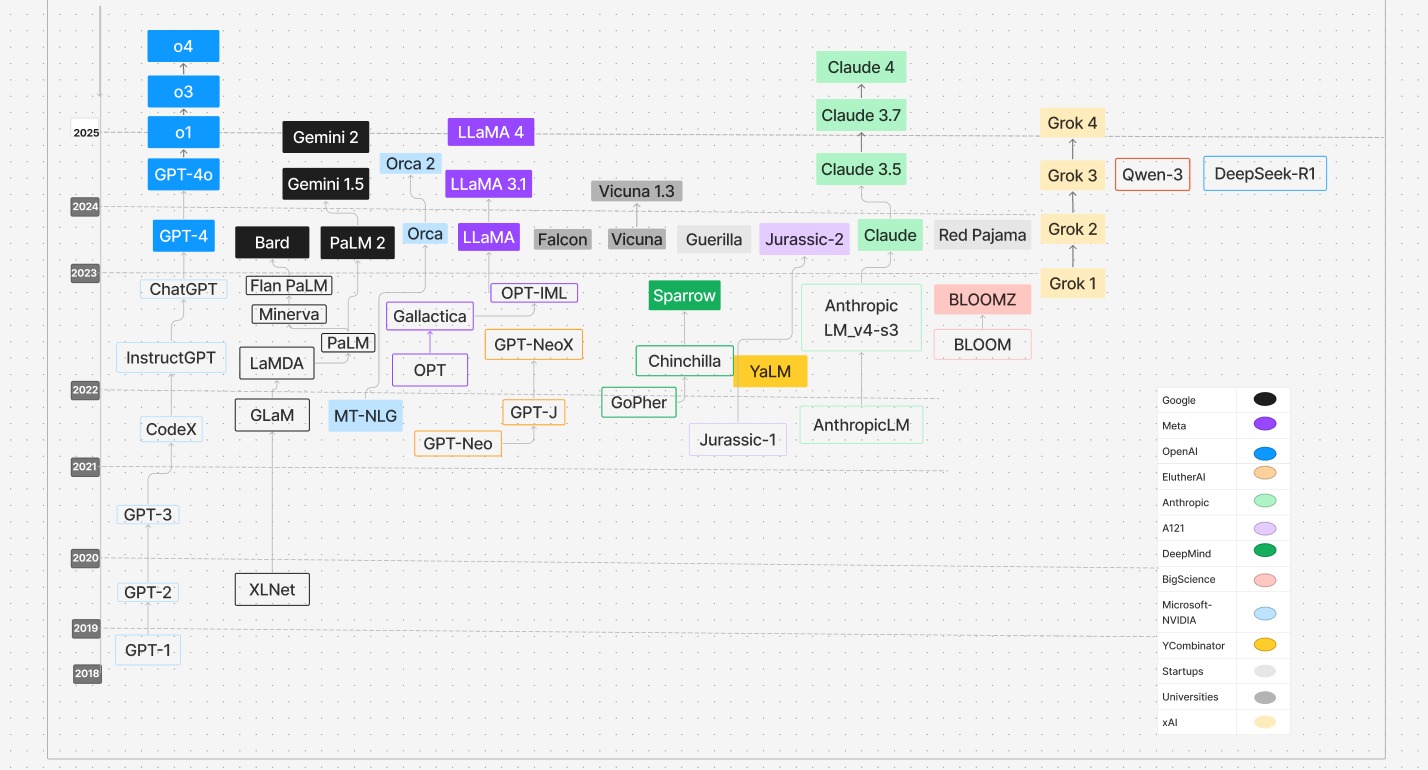 o4
Claude 4
o3
Claude 3.7
2025
o1
Gemini 2
LLaMA 4
Grok 4
GPT-4o
Gemini 1.5
Orca 2
LLaMA 3.1
Vicuna 1.3
Claude 3.5
Grok 3
Qwen-3
DeepSeek-R1
2024
GPT-4
Bard
PaLM 2
Orca
LLaMA
Falcon
Vicuna
Guerilla
Jurassic-2
Claude
Red Pajama
Grok 2
2023
ChatGPT
Flan PaLM
OPT-IML
Sparrow
Grok 1
BLOOMZ
Minerva
Gallactica
Anthropic
LM_v4-s3
PaLM
GPT-NeoX
BLOOM
InstructGPT
LaMDA
OPT
Chinchilla
YaLM
2022
GLaM
MT-NLG
GPT-J
GoPher
CodeX
GPT-Neo
Jurassic-1
AnthropicLM
2021
GPT-3
2020
GPT-2
XLNet
2019
GPT-1
2018
Google
Meta
OpenAI
ElutherAI
Anthropic
A121
DeepMind
BigScience
Microsoft-
NVIDIA
YCombinator
Startups
Universities
xAI